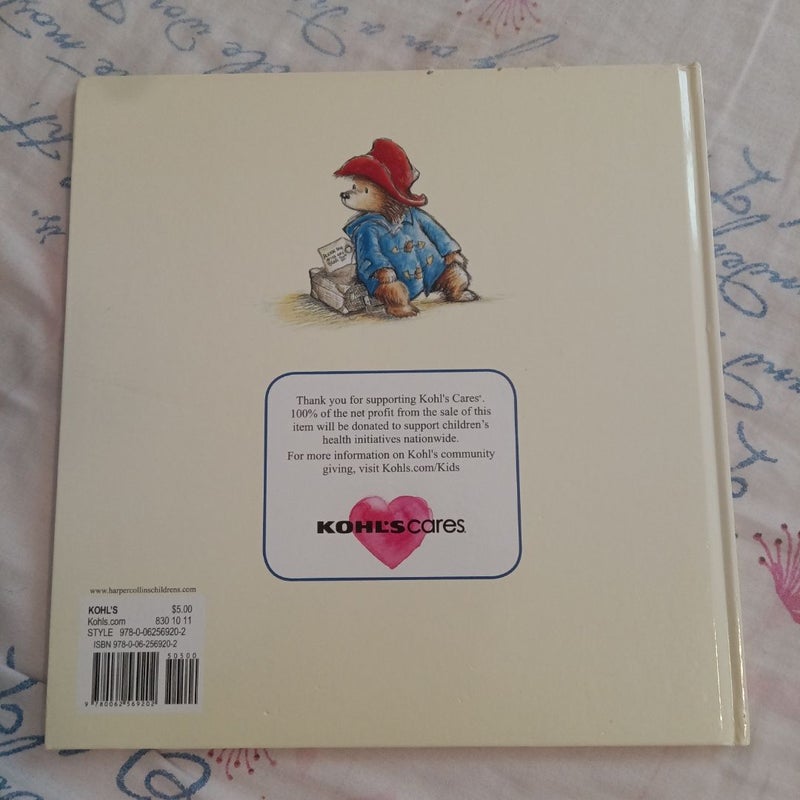 Thank you for supporting Kohl's Cares®.
100% of the net profit from the sale of this
item will be donated to support children's
health initiatives nationwide.
For more information on Kohl's community
giving, visit Kohls.com/Kids
KOHL'S cares
www.harpercollinschildrens.com
KOHL'S $5.00
Kohls.com 830 10 11
STYLE 978-0-06256920-2
ISBN 978-0-06-256920-2
50500
9 780062 569202